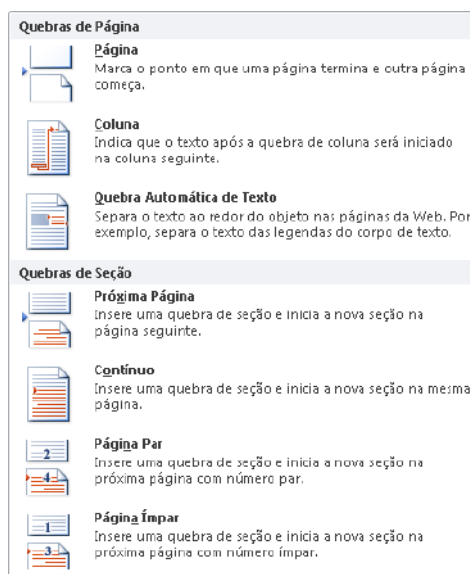 Quebras de Página
Página
Marca o ponto em que uma página termina e outra página
começa.
Coluna
Indica que o texto após a quebra de coluna será iniciado
na coluna seguinte.
Quebra Automática de Texto
Separa o texto ao redor do objeto nas páginas da Web. Por
exemplo, separa o texto das legendas do corpo de texto.
Quebras de Seção
Próxima Página
Insere uma quebra de seção e inicia a nova seção na
página seguinte.
Contínuo
Insere uma quebra de seção e inicia a nova seção na mesma
página.
2
4
Página Par
Insere uma quebra de seção e inicia a nova seção na
próxima página com número par.
1
3
Página Ímpar
Insere uma quebra de seção e inicia a nova seção na
próxima página com número ímpar.